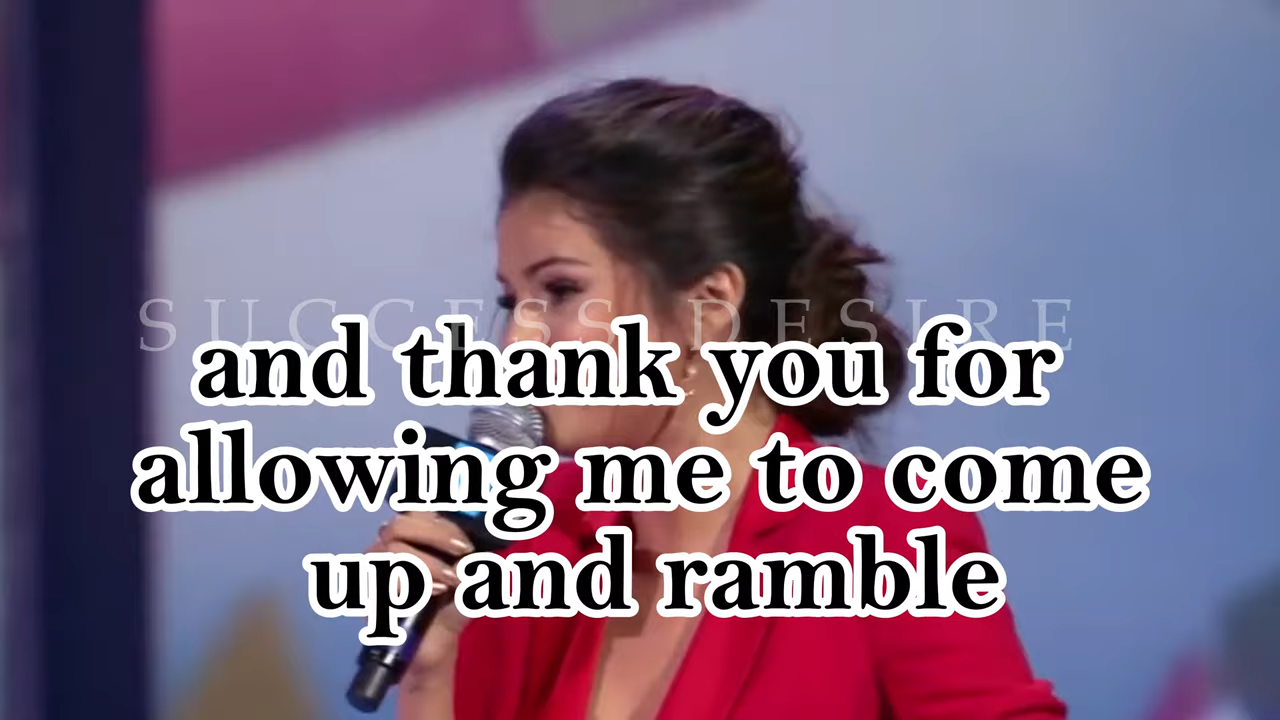 SUCCESS DESIRE
and thank you for
allowing me to come
up and ramble